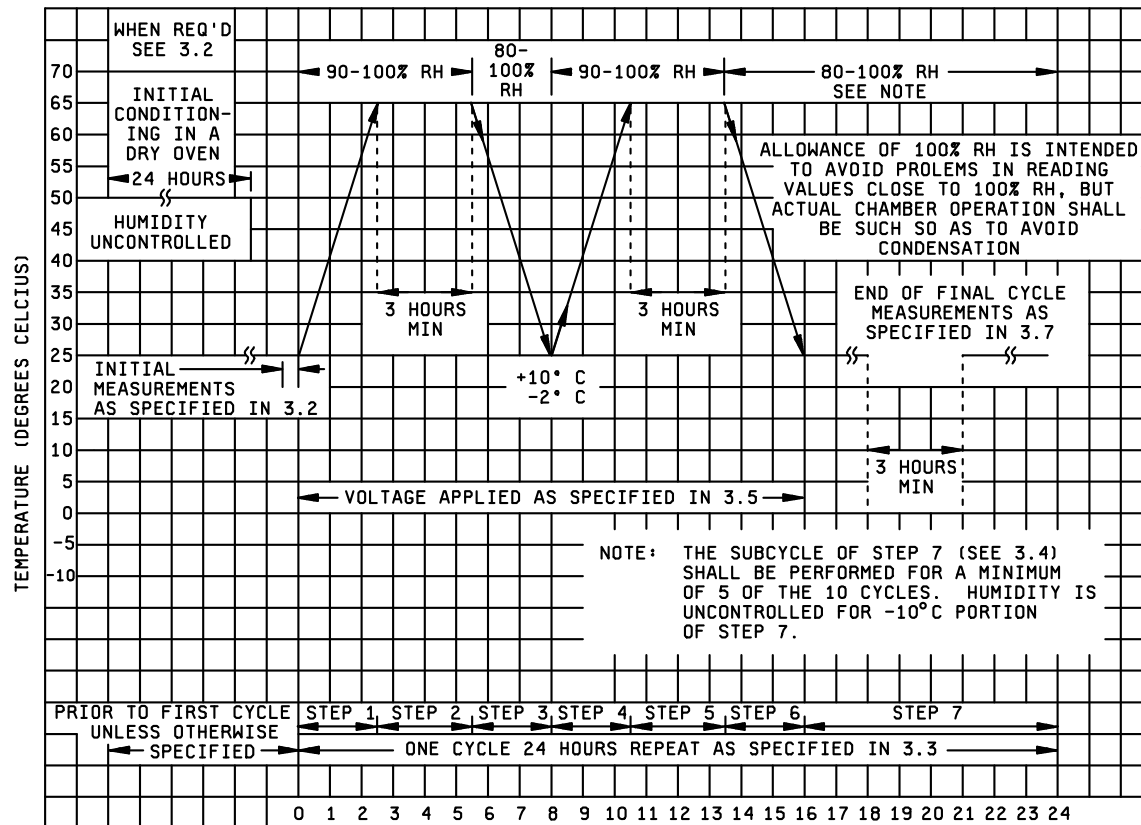 WHEN REQ'D
SEE 3.2
90-100% RH
80-
100%
RH
90-100% RH
80-100% RH
SEE NOTE
INITIAL
CONDITION-
ING IN A
DRY OVEN
24 HOURS
HUMIDITY
UNCONTROLLED
ALLOWANCE OF 100% RH IS INTENDED
TO AVOID PROLEMS IN READING
VALUES CLOSE TO 100% RH, BUT
ACTUAL CHAMBER OPERATION SHALL
BE SUCH SO AS TO AVOID
CONDENSATION
3 HOURS
MIN
3 HOURS
MIN
END OF FINAL CYCLE
MEASUREMENTS AS
SPECIFIED IN 3.7
INITIAL
MEASUREMENTS
AS SPECIFIED IN 3.2
+10° C
-2° C
3 HOURS
MIN
VOLTAGE APPLIED AS SPECIFIED IN 3.5
NOTE: THE SUBCYCLE OF STEP 7 (SEE 3.4)
SHALL BE PERFORMED FOR A MINIMUM
OF 5 OF THE 10 CYCLES. HUMIDITY IS
UNCONTROLLED FOR -10°C PORTION
OF STEP 7.
TEMPERATURE (DEGREES CELCIUS)
70
65
60
55
50
45
40
35
30
25
20
15
10
5
0
-5
-10
PRIOR TO FIRST CYCLE
UNLESS OTHERWISE
SPECIFIED
STEP 1 STEP 2 STEP 3 STEP 4 STEP 5 STEP 6 STEP 7
ONE CYCLE 24 HOURS REPEAT AS SPECIFIED IN 3.3
0 1 2 3 4 5 6 7 8 9 10 11 12 13 14 15 16 17 18 19 20 21 22 23 24